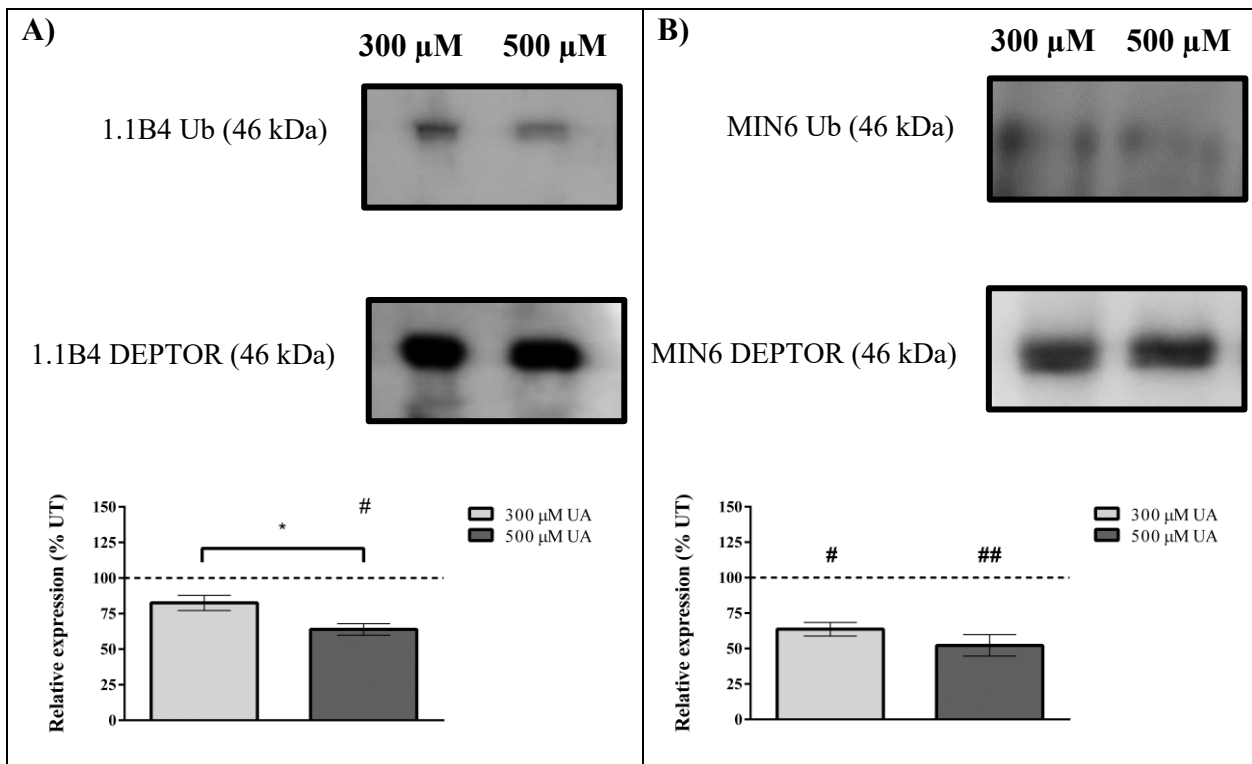 A)
300 µM 500 µM
1.1B4 Ub (46 kDa)
1.1B4 DEPTOR (46 kDa)
Relative expression (% UT)
150
125
100
75
50
25
0
*
#
300 µM UA
500 µM UA
B)
300 µM 500 µM
MIN6 Ub (46 kDa)
MIN6 DEPTOR (46 kDa)
Relative expression (% UT)
150
125
100
75
50
25
0
# ##
300 µM UA
500 µM UA